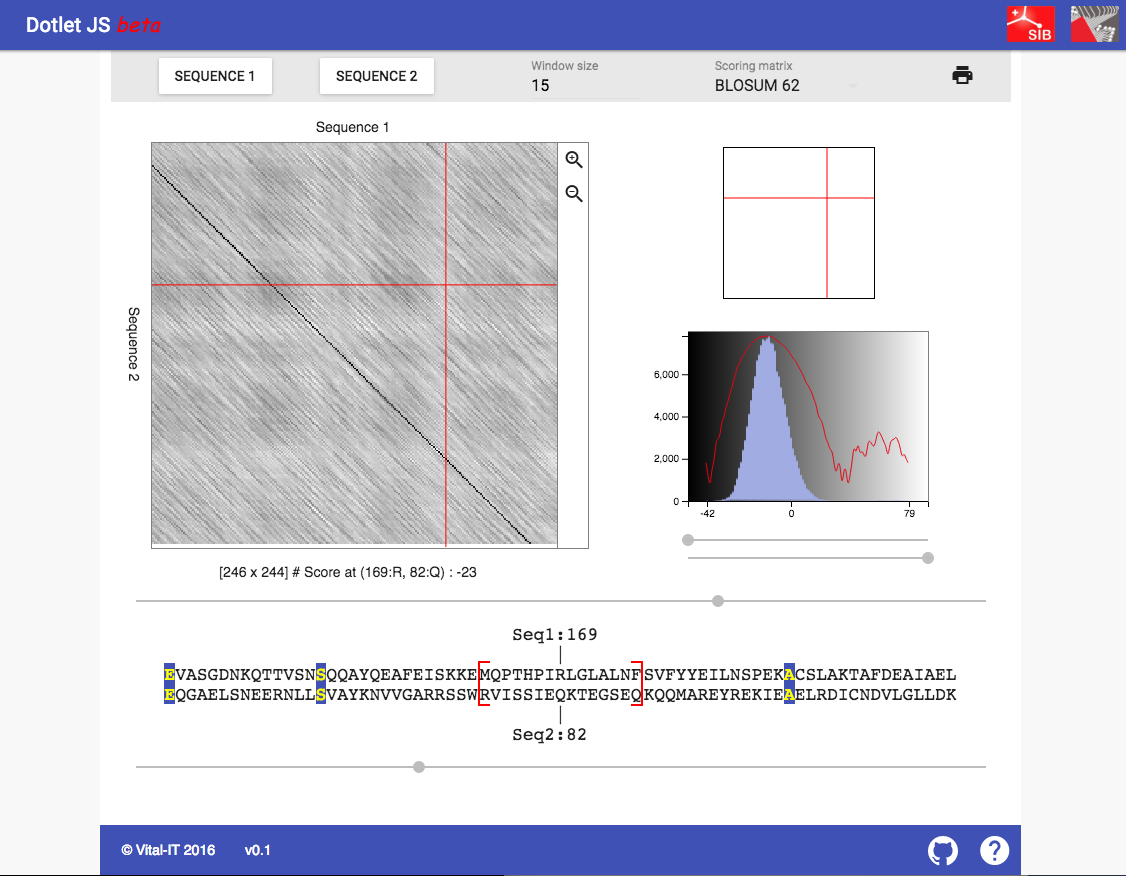 Dotlet JS beta
SIB
SEQUENCE 1
SEQUENCE 2
Window size
15
Scoring matrix
BLOSUM 62
Sequence 1
Sequence 2
6,000
4,000
2,000
0
-42
0
79
[246 x 244] # Score at (169:R, 82:Q) : -23
Seq1:169
EVASGDNKQTTVSNSQQAYQEAFEISKKEMQPTHPIRLGLALNFSVFYYEILNSPEKACSLAKTAFDEAIAEL
EQGAELSNEERNLLSVAYKNVVGARRSSWRVISSIEQKTEGSEQKQQMAREYREKIEAELRDICNDVLGLLDK
Seq2:82
© Vital-IT 2016
v0.1
?